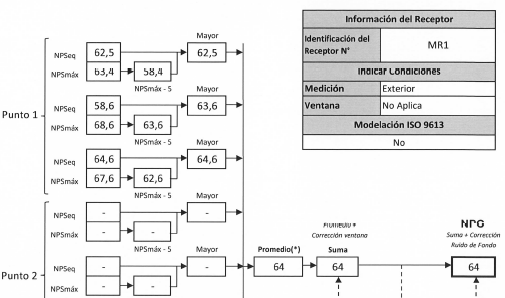 Información del Receptor
Identificación del Receptor N°
MR1
Indicar Condiciones
Medición
Exterior
Ventana
No Aplica
Modelación ISO 9613
No
Punto 1
Mayor
NPSeq
62,5
62,5
NPSmáx
63,4
58,4
NPSmáx - 5
Mayor
NPSeq
58,6
63,6
NPSmáx
68,6
63,6
NPSmáx - 5
Mayor
NPSeq
64,6
64,6
NPSmáx
67,6
62,6
NPSmáx - 5
Mayor
Punto 2
NPSeq
-
-
NPSmáx
-
-
NPSmáx - 5
Mayor
NPSeq
-
-
NPSmáx
-
-
Promedio(*)
64
Corrección ventana
Suma
64
NPC
Suma + Corrección
Ruido de Fondo
64